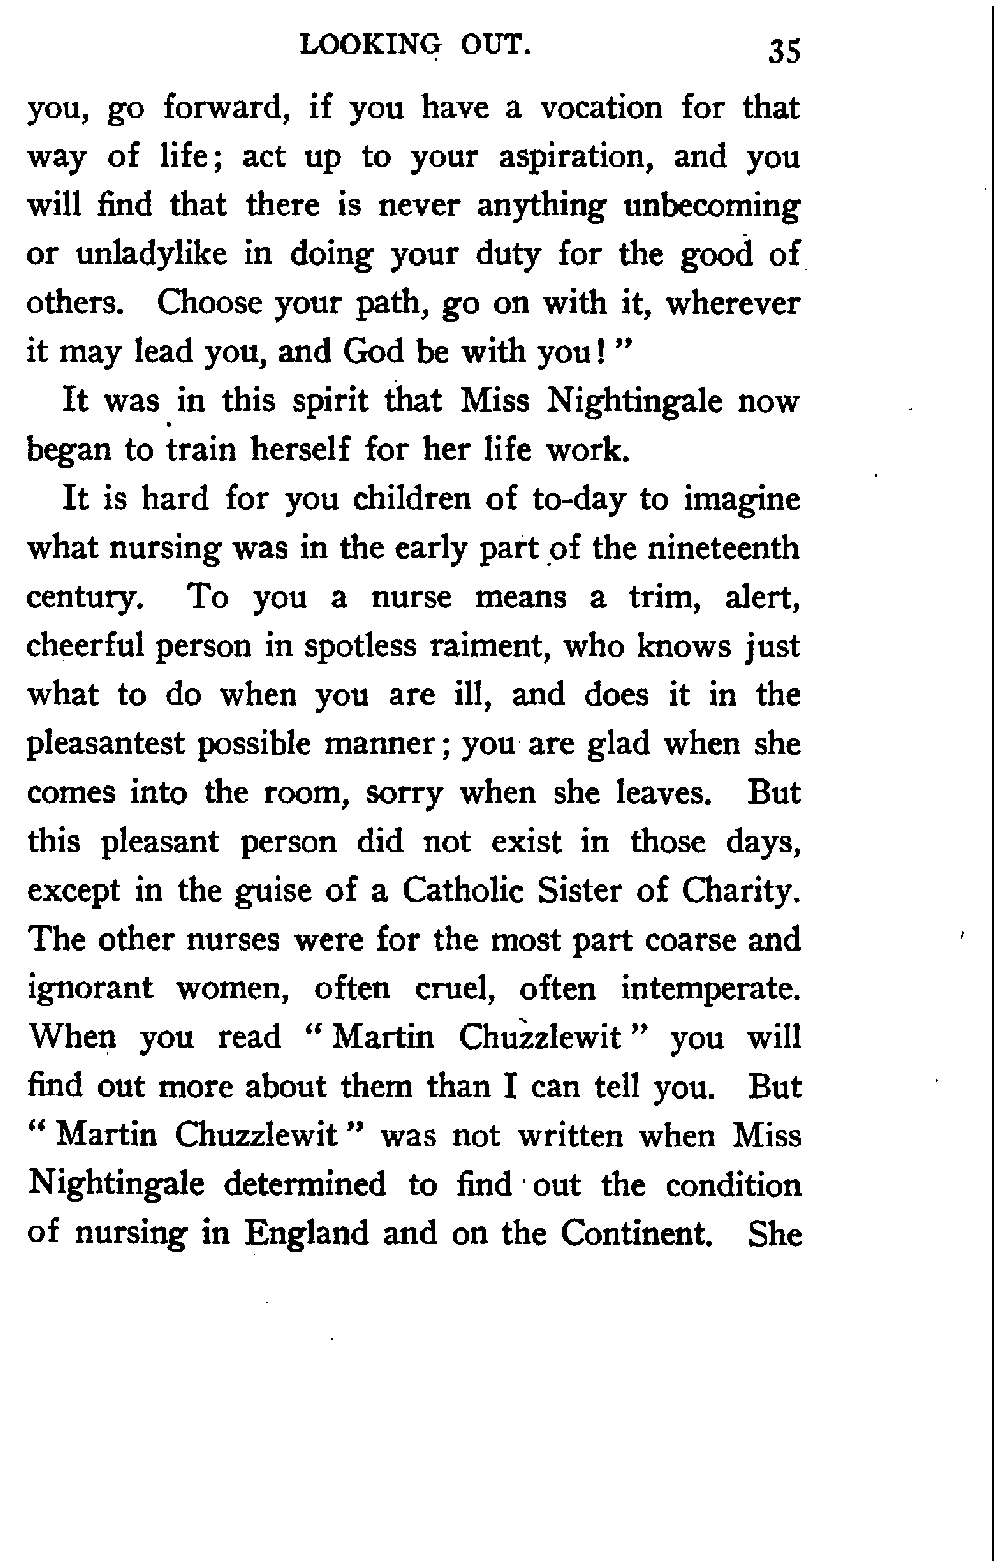 LOOKING OUT. 35
you, go forward, if you have a vocation for that
way of life; act up to your aspiration, and you
will find that there is never anything unbecoming
or unladylike in doing your duty for the good of
others. Choose your path, go on with it, wherever
it may lead you, and God be with you!"
It was in this spirit that Miss Nightingale now
began to train herself for her life work.
It is hard for you children of to-day to imagine
what nursing was in the early part of the nineteenth
century. To you a nurse means a trim, alert,
cheerful person in spotless raiment, who knows just
what to do when you are ill, and does it in the
pleasantest possible manner; you are glad when she
comes into the room, sorry when she leaves. But
this pleasant person did not exist in those days,
except in the guise of a Catholic Sister of Charity.
The other nurses were for the most part coarse and
ignorant women, often cruel, often intemperate.
When you read "Martin Chuzzlewit" you will
find out more about them than I can tell you. But
"Martin Chuzzlewit" was not written when Miss
Nightingale determined to find out the condition
of nursing in England and on the Continent. She